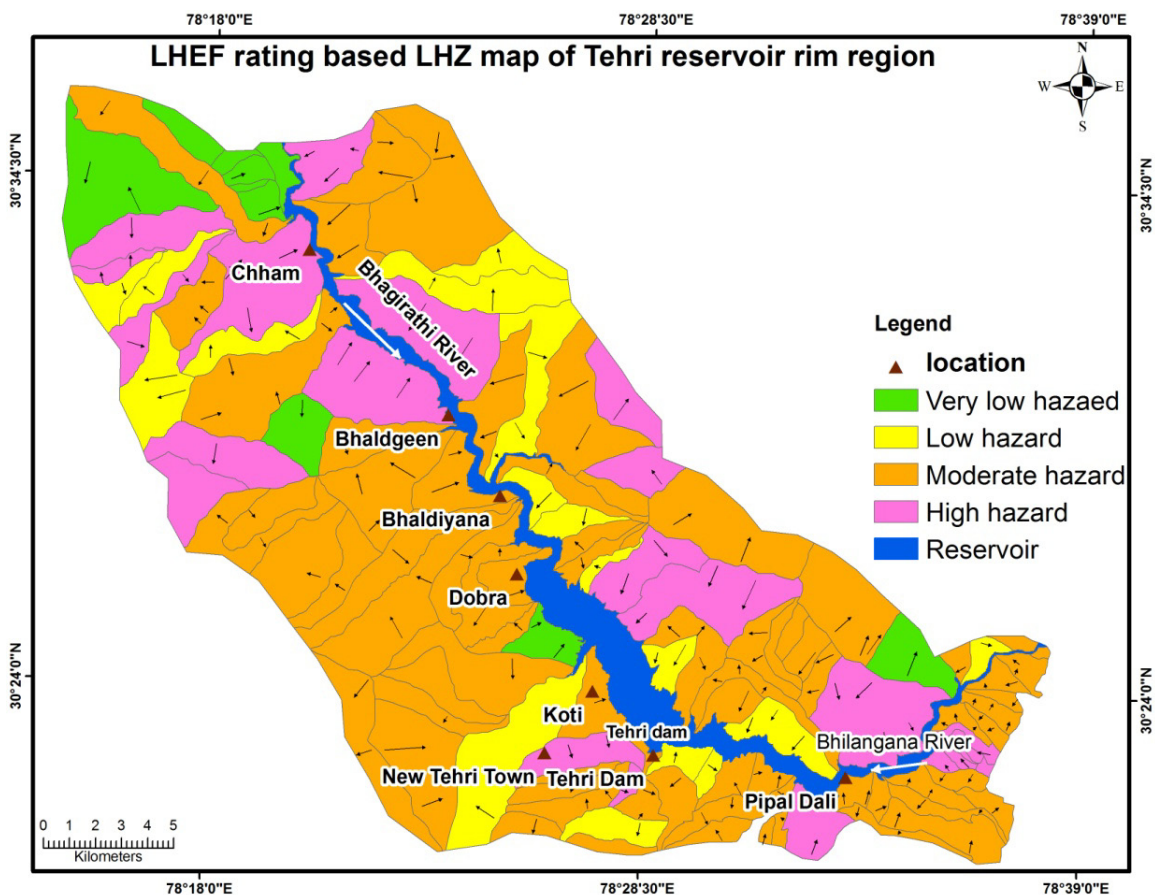 78°18'0"E
78°28'30"E
78°39'0"E
LHEF rating based LHZ map of Tehri reservoir rim region
N
W
E
S
30°34'30"N
30°34'30"N
Chham
Bhagirathi River
Legend
location
Very low hazaed
Low hazard
Moderate hazard
High hazard
Reservoir
Bhaldgeen
Bhaldiyana
Dobra
30°24'0"N
30°24'0"N
Koti
Tehri dam
Bhilangana River
New Tehri Town
Tehri Dam
Pipal Dali
0 1 2 3 4 5
Kilometers
78°18'0"E
78°28'30"E
78°39'0"E